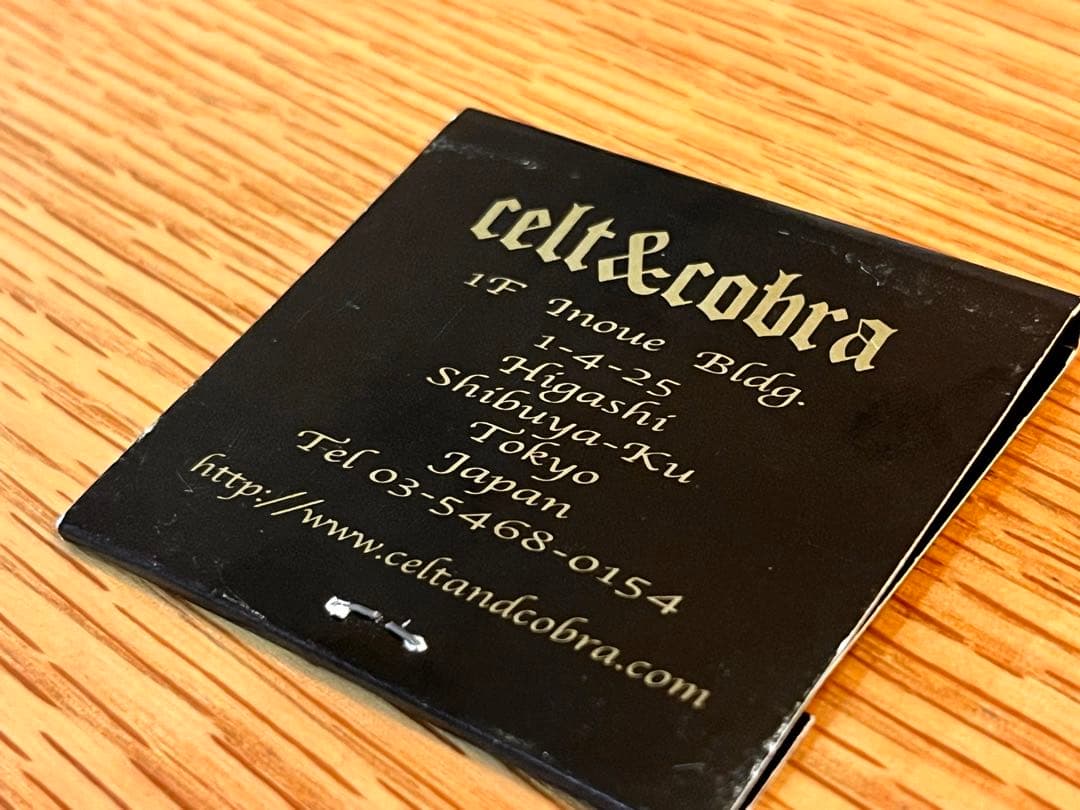 celt&cobra
1F Inoue Bldg.
1-4-25
Higashi
Shibuya-Ku
Tokyo
Japan
Tel 03-5468-0154
http://www.celtandcobra.com